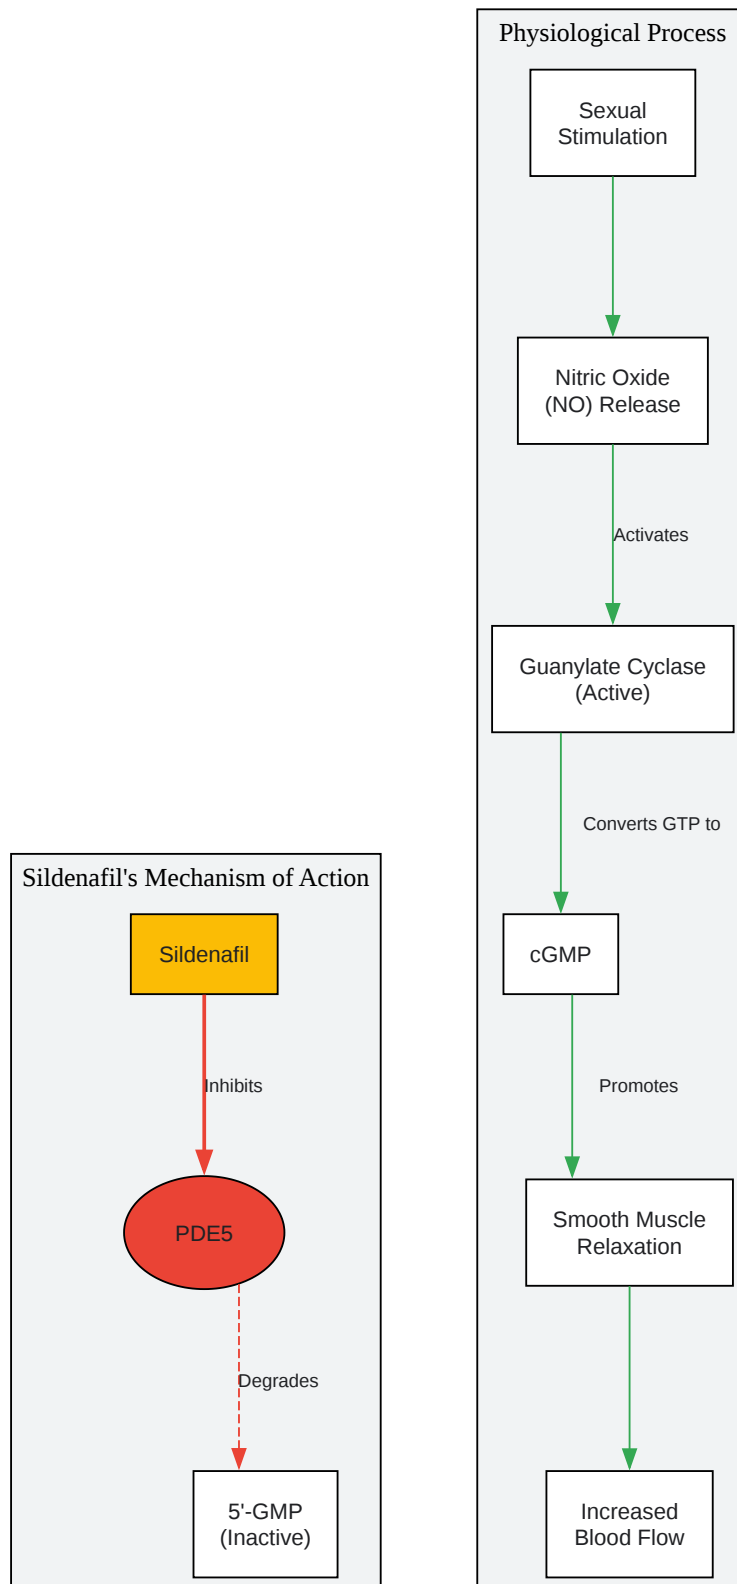 Physiological Process
Sexual
Stimulation
Nitric Oxide
(NO) Release
Activates
Guanylate Cyclase
(Active)
Converts GTP to
cGMP
Promotes
Smooth Muscle
Relaxation
Increased
Blood Flow
Sildenafil's Mechanism of Action
Sildenafil
Inhibits
PDE5
Degrades
5'-GMP
(Inactive)